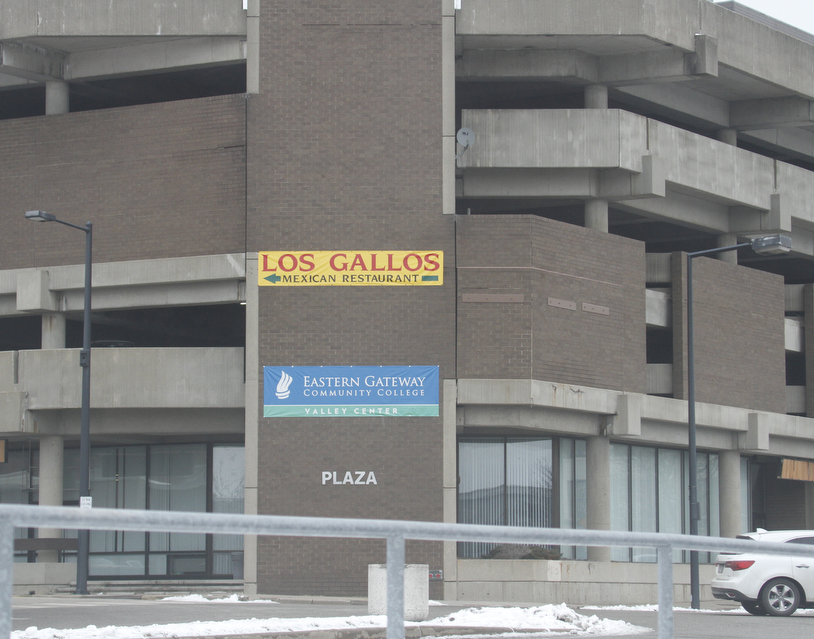 LOS GALLOS
MEXICAN RESTAURANT
EASTERN GATEWAY
COMMUNITY COLLEGE
VALLEY CENTER
PLAZA